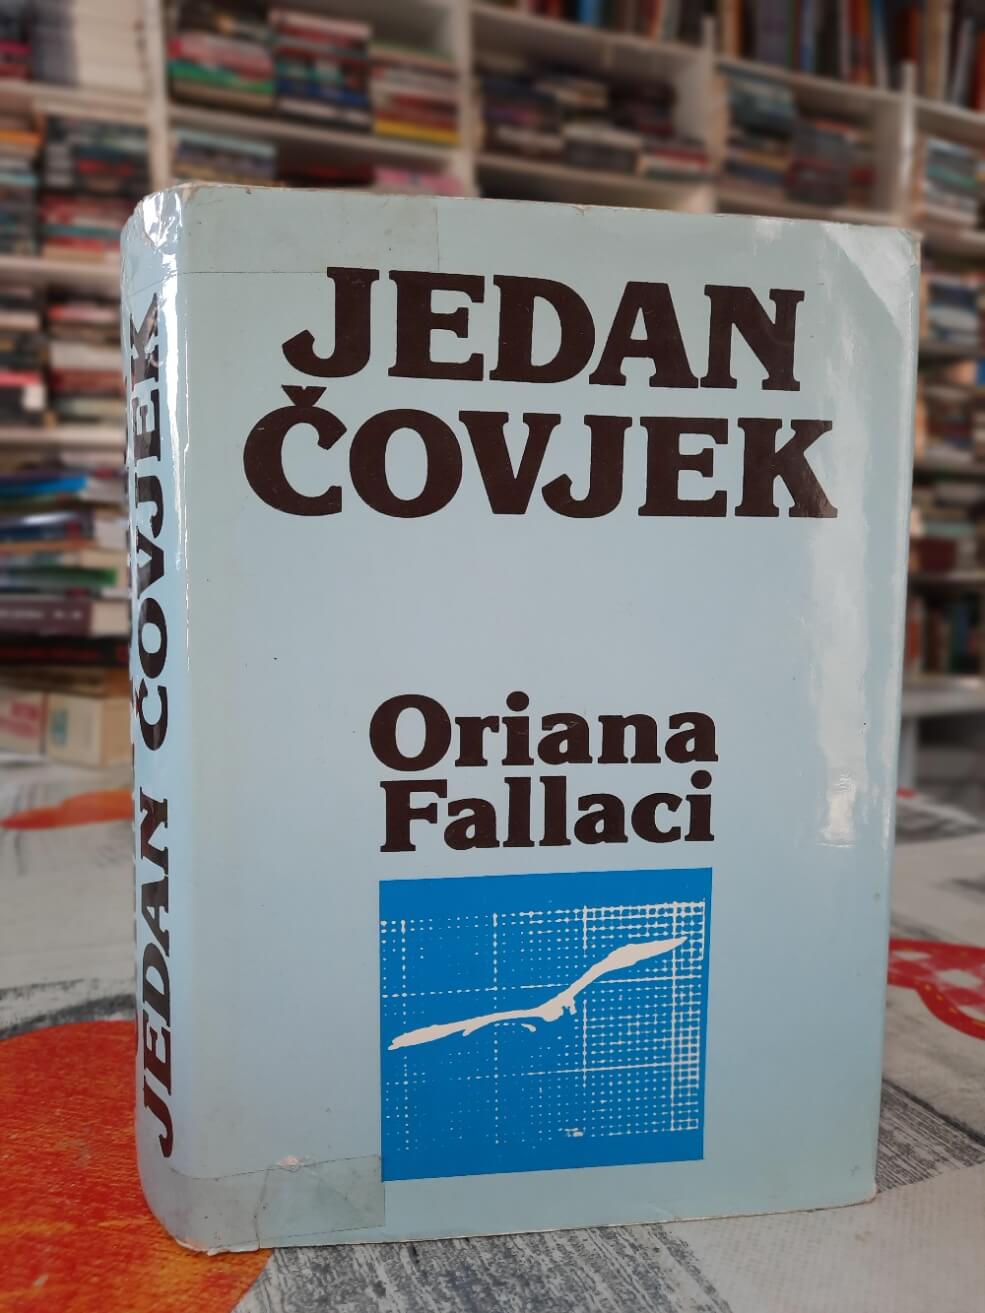 JEDAN
ČOVJEK
Oriana
Fallaci
JEDAN ČOVJEK